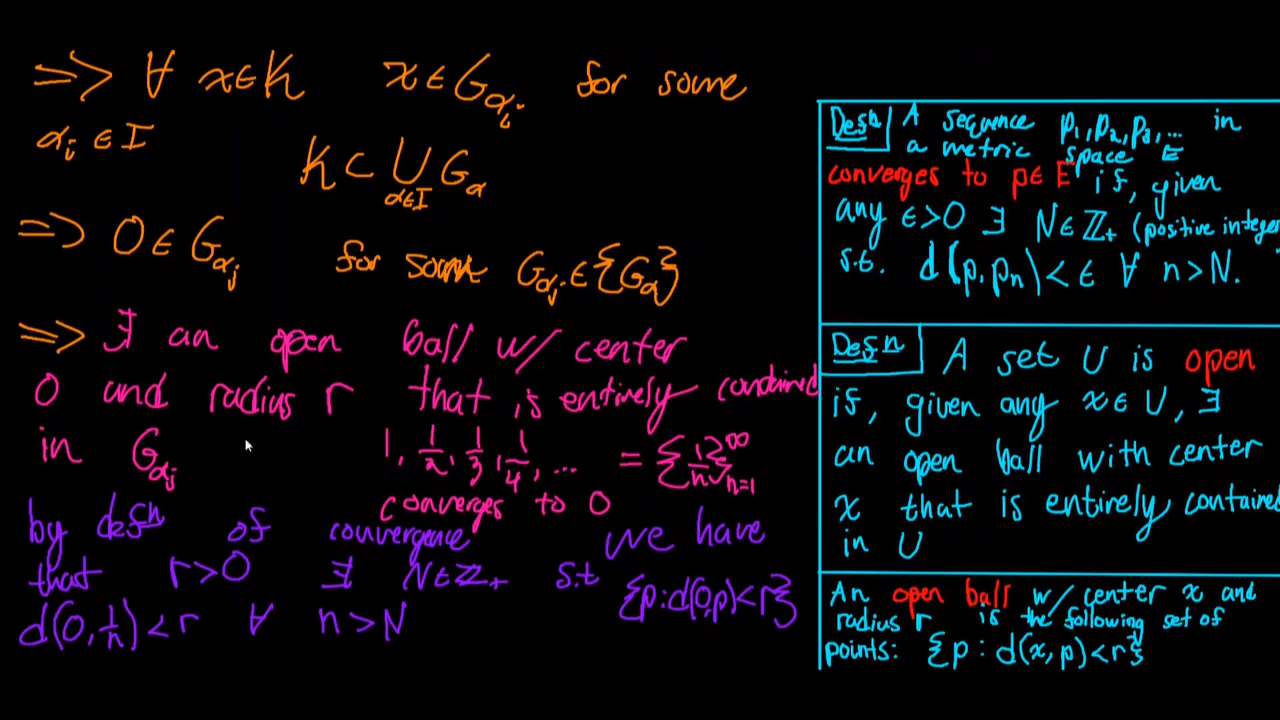 ⇒ ∀ x∈K x∈G_{α_i} for some
α_i ∈ I
K ⊂ ∪_{α∈I} G_α
⇒ 0 ∈ G_{α_j} for some G_{α_j} ∈ {G_α}
⇒ ∃ an open ball w/ center
0 and radius r that is entirely contained
in G_{α_j} 1, 1/2, 1/3, 1/4, ... = {1/n}_{n=1}^∞
converges to 0
by defn of convergence we have
that r>0 ∃ N∈ℤ₊ s.t {p:d(0,p)<r}
d(0,1/n)<r ∀ n>N
Defn A sequence p₁,p₂,p₃,... in
a metric space E
converges to p∈E if, given
any ε>0 ∃ N∈ℤ₊ (positive integer
s.t. d(p,pₙ)<ε ∀ n>N.
Defn A set U is open
if, given any x∈U, ∃
an open ball with center
x that is entirely contained
in U
An open ball w/ center x and
radius r is the following set of
points: {p : d(x,p)<r}